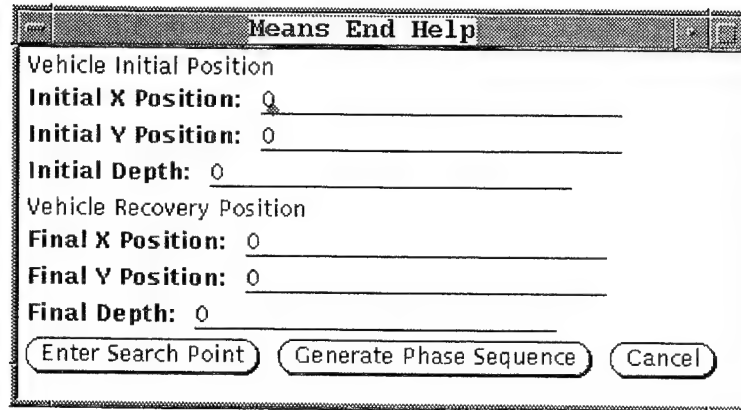 Means End Help
Vehicle Initial Position
Initial X Position: 0
Initial Y Position: 0
Initial Depth: 0
Vehicle Recovery Position
Final X Position: 0
Final Y Position: 0
Final Depth: 0
Enter Search Point Generate Phase Sequence Cancel